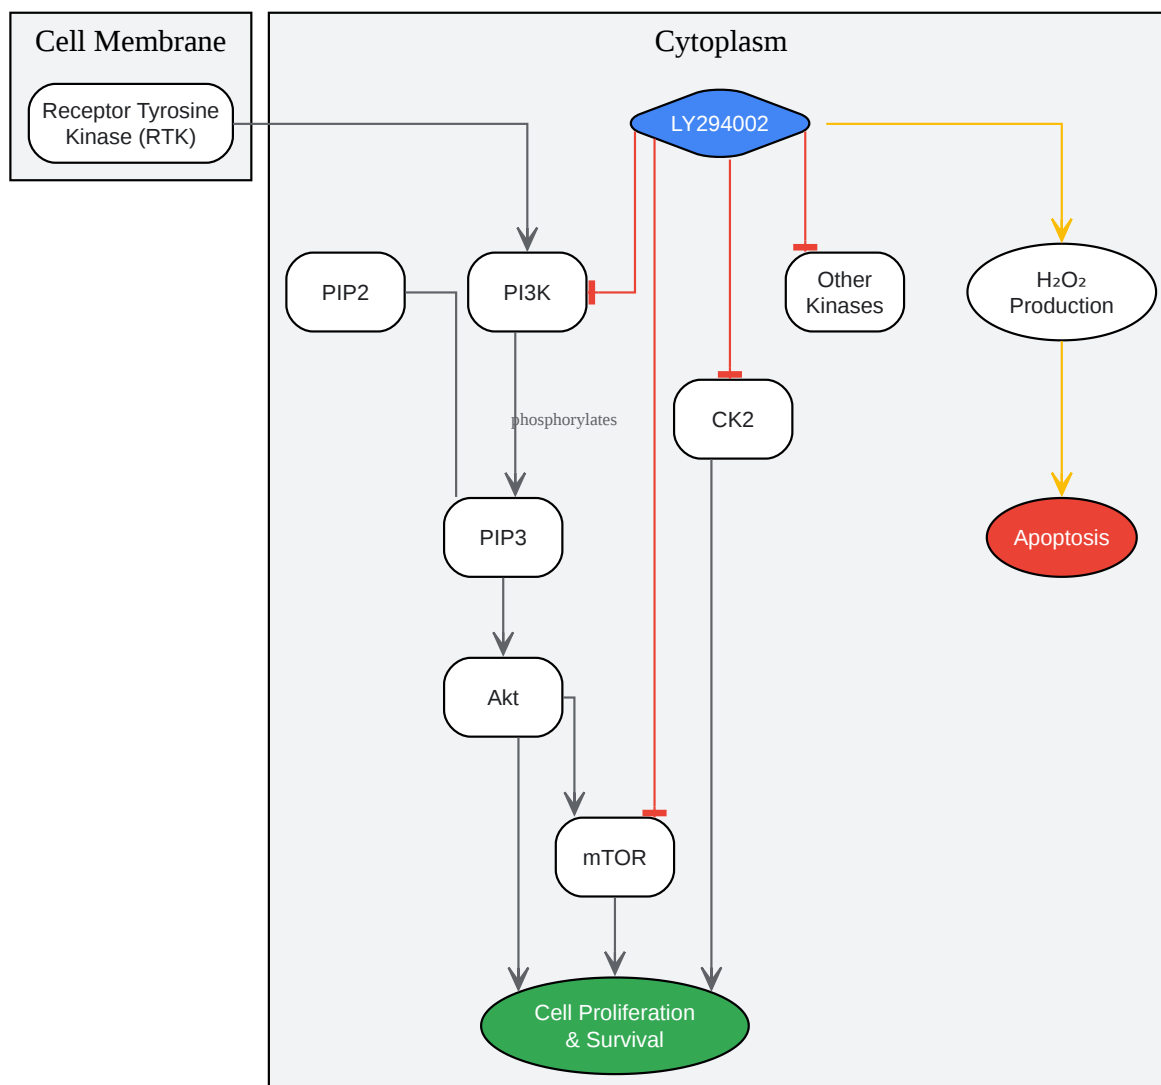 Cell Membrane
Cytoplasm
Receptor Tyrosine
Kinase (RTK)
LY294002
PIP2
PI3K
Other
Kinases
H₂O₂
Production
phosphorylates
CK2
PIP3
Apoptosis
Akt
mTOR
Cell Proliferation
& Survival